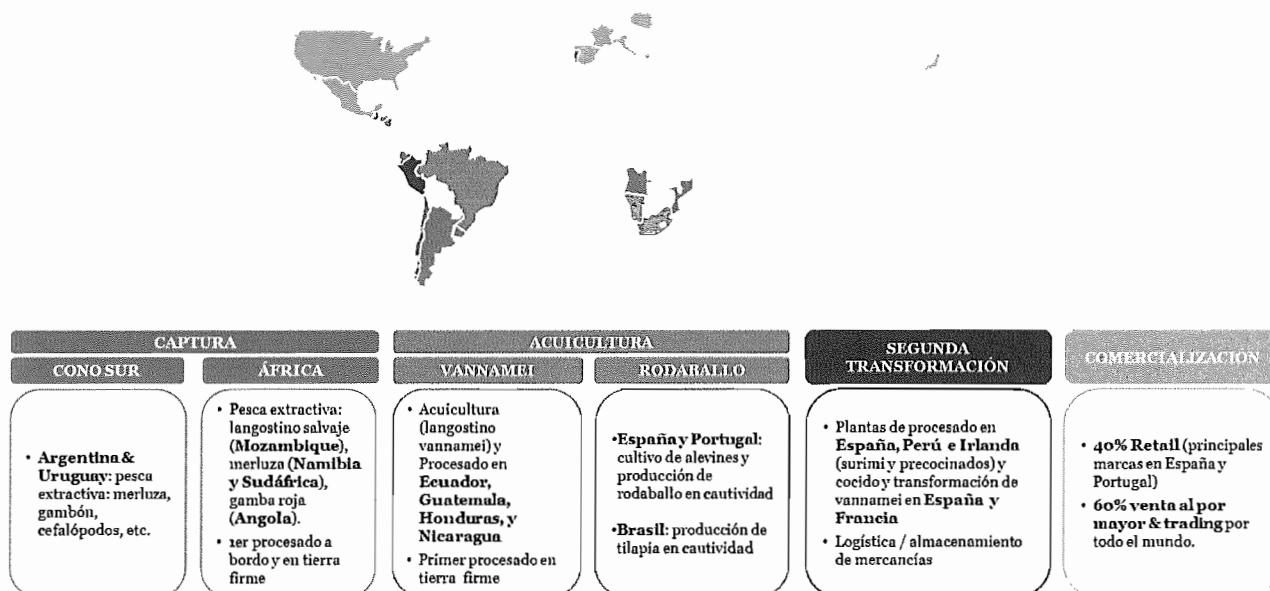 CAPTURA
CONO SUR
• Argentina &
Uruguay: pesca
extractiva: merluza,
gambón,
cefalópodos, etc.
ÁFRICA
• Pesca extractiva:
langostino salvaje
(Mozambique),
merluza (Namibia
y Sudáfrica),
gamba roja
(Angola).
• 1er procesado a
bordo y en tierra
firme
ACUICULTURA
VANNAMEI
• Acuicultura
(langostino
vannamei) y
Procesado en
Ecuador,
Guatemala,
Honduras, y
Nicaragua
• Primer procesado en
tierra firme
RODABALLO
•España y Portugal:
cultivo de alevines y
producción de
rodaballo en cautividad
•Brasil: producción de
tilapia en cautividad
SEGUNDA
TRANSFORMACIÓN
• Plantas de procesado en
España, Perú e Irlanda
(surimi y precocinados) y
cocido y transformación de
vannamei en España y
Francia
• Logística / almacenamiento
de mercancías
COMERCIALIZACIÓN
• 40% Retail (principales
marcas en España y
Portugal)
• 60% venta al por
mayor & trading por
todo el mundo.